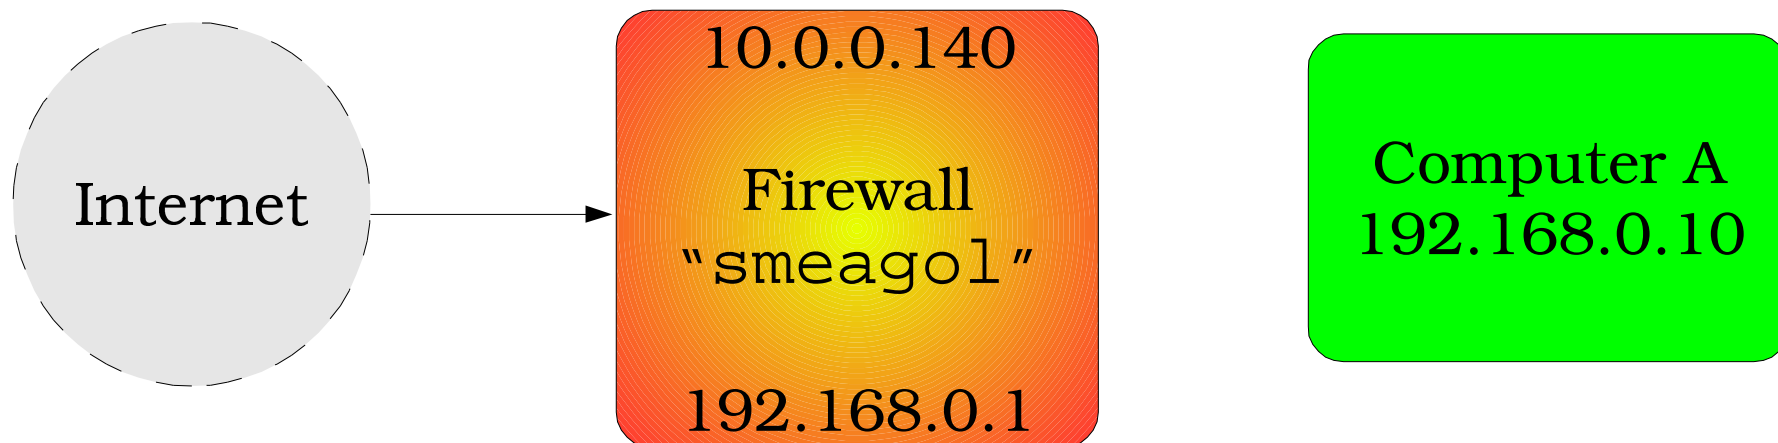 Internet
10.0.0.140
Firewall
“smeagol”
192.168.0.1
Computer A
192.168.0.10